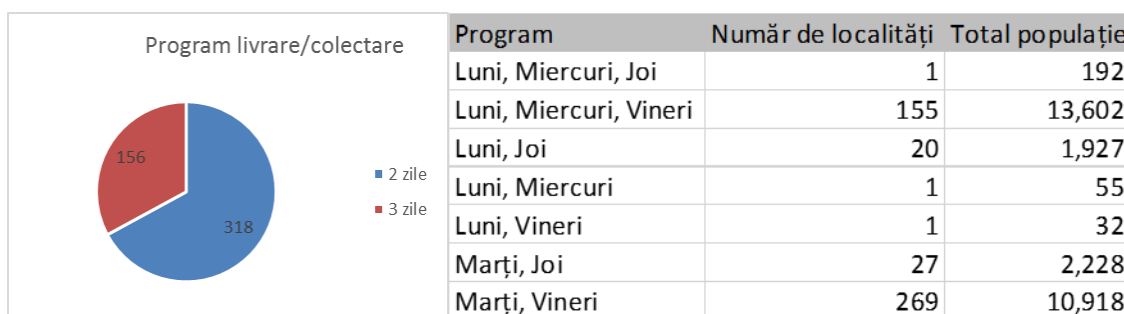 Program livrare/colectare
156
318
2 zile
3 zile
Program Număr de localități Total populație
Luni, Miercuri, Joi 1 192
Luni, Miercuri, Vineri 155 13,602
Luni, Joi 20 1,927
Luni, Miercuri 1 55
Luni, Vineri 1 32
Marți, Joi 27 2,228
Marți, Vineri 269 10,918